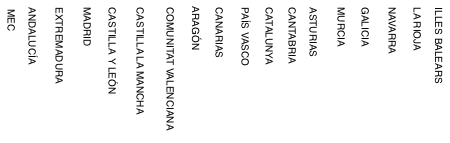 ILLES BALEARS
LA RIOJA
NAVARRA
GALICIA
MURCIA
ASTURIAS
CANTABRIA
CATALUNYA
PAÍS VASCO
CANARIAS
ARAGÓN
COMUNITAT VALENCIANA
CASTILLA LA MANCHA
CASTILLA Y LEÓN
MADRID
EXTREMADURA
ANDALUCÍA
MEC